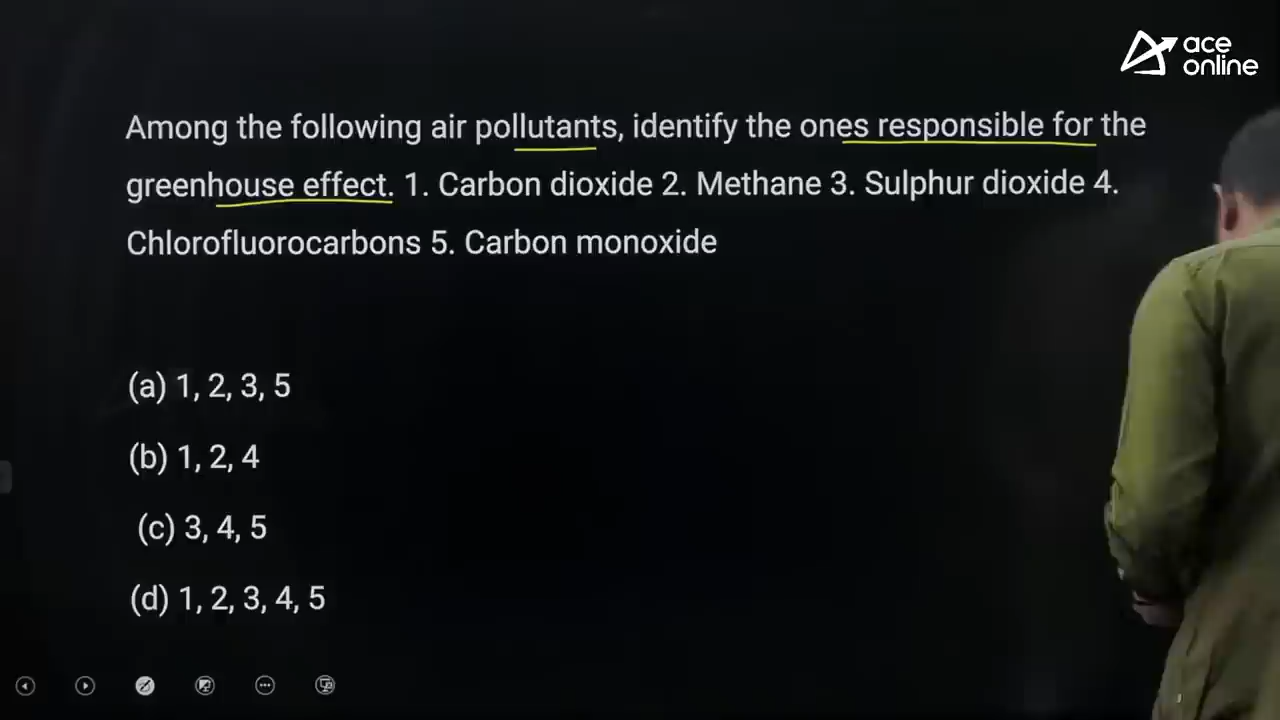 ace
online
Among the following air pollutants, identify the ones responsible for the
greenhouse effect. 1. Carbon dioxide 2. Methane 3. Sulphur dioxide 4.
Chlorofluorocarbons 5. Carbon monoxide
(a) 1, 2, 3, 5
(b) 1, 2, 4
(c) 3, 4, 5
(d) 1, 2, 3, 4, 5